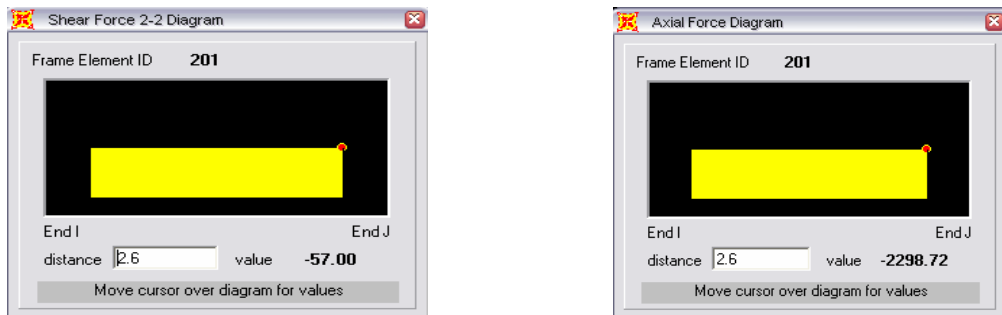 Shear Force 2-2 Diagram
Frame Element ID 201
End I End J
distance 2.6 value -57.00
Move cursor over diagram for values
Axial Force Diagram
Frame Element ID 201
End I End J
distance 2.6 value -2298.72
Move cursor over diagram for values